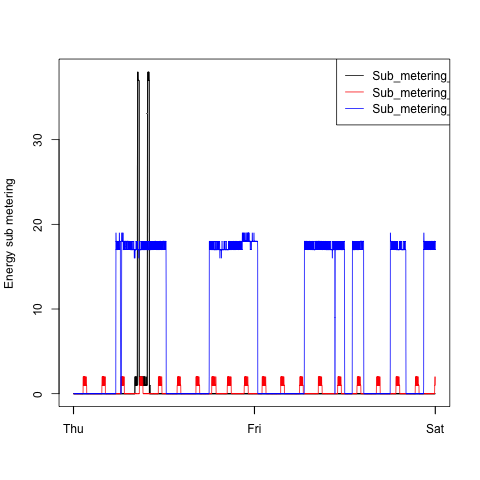 Sub_metering_
Sub_metering_
Sub_metering_
Energy sub metering
30
20
10
0
Thu Fri Sat